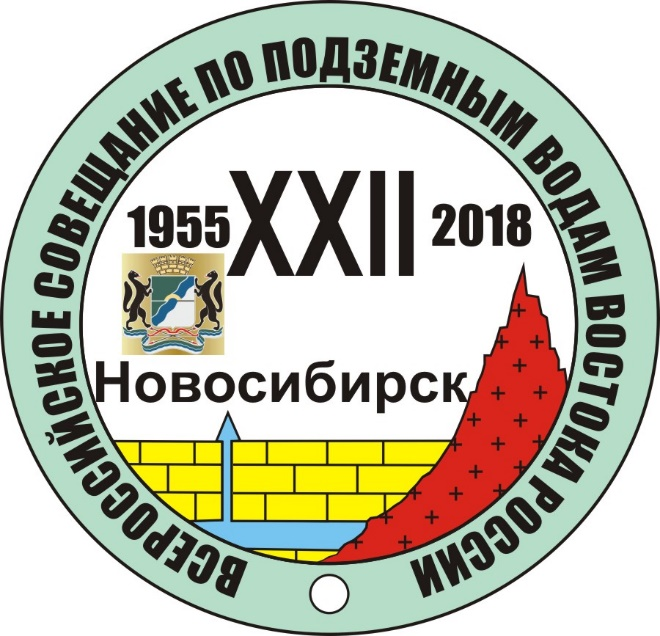 ВСЕРОССИЙСКОЕ СОВЕЩАНИЕ ПО ПОДЗЕМНЫМ ВОДАМ ВОСТОКА РОССИИ
1955 XXII 2018
Новосибирск